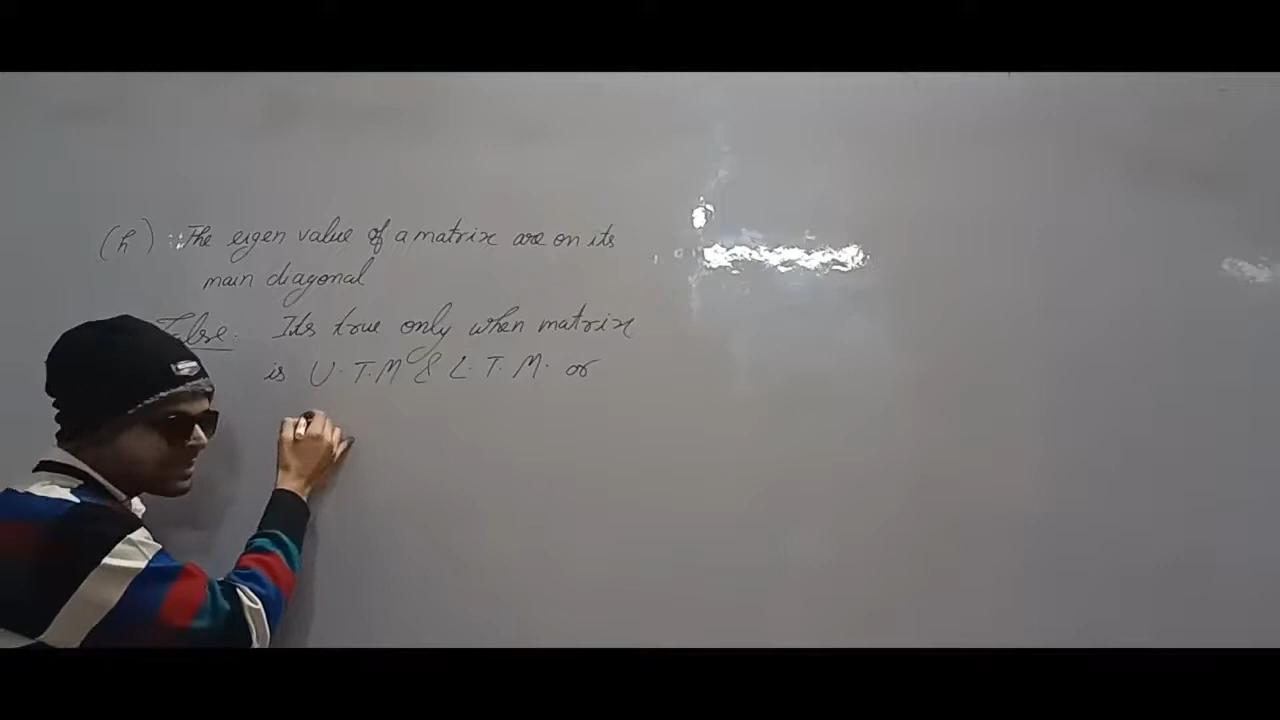 (h) : The eigen value of a matrix are on its
main diagonal
False: Its true only when matrix
is U.T.M & L.T.M. or